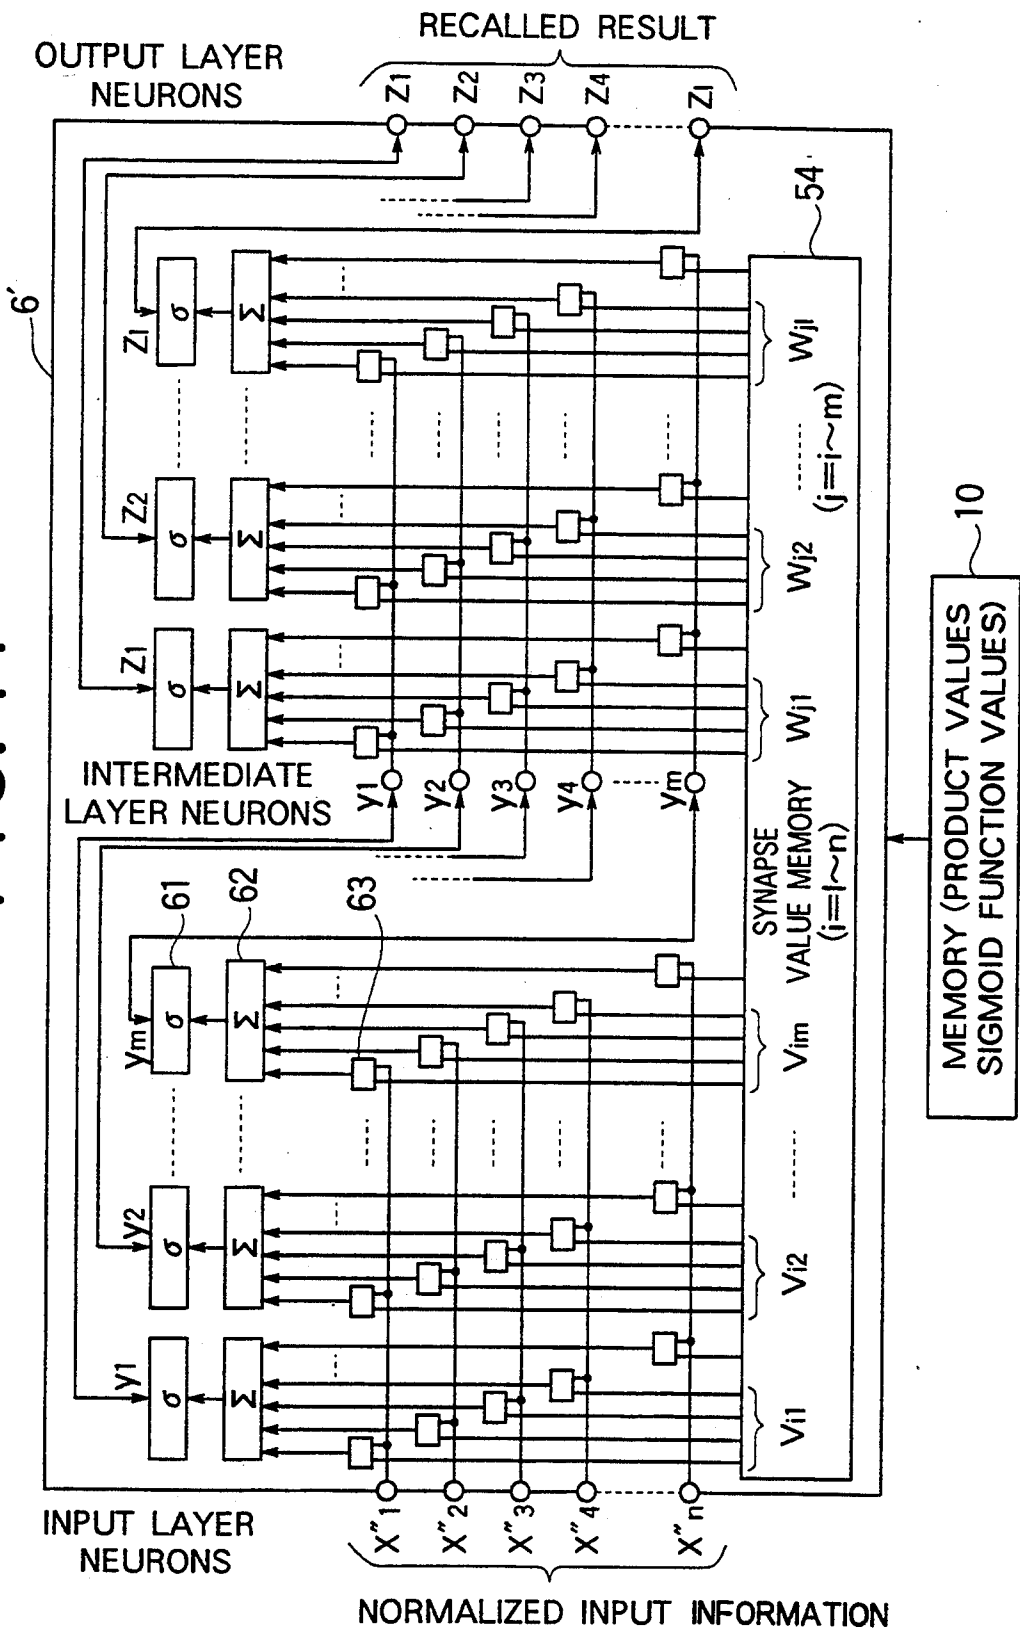 6'
OUTPUT LAYER
NEURONS
RECALLED RESULT
Z1
Z2
Z3
Z4
Zl
54
Zl
σ
Σ
Wjl
Z2
σ
Σ
Wj2
(j=i~m)
Z1
σ
Σ
Wj1
INTERMEDIATE
LAYER NEURONS
y1
y2
y3
y4
ym
SYNAPSE
VALUE MEMORY
(i=l~n)
61
62
63
ym
σ
Σ
Vim
y2
σ
Σ
Vi2
y1
σ
Σ
Vi1
INPUT LAYER
NEURONS
X"1
X"2
X"3
X"4
X"n
NORMALIZED INPUT INFORMATION
10
MEMORY (PRODUCT VALUES
SIGMOID FUNCTION VALUES)